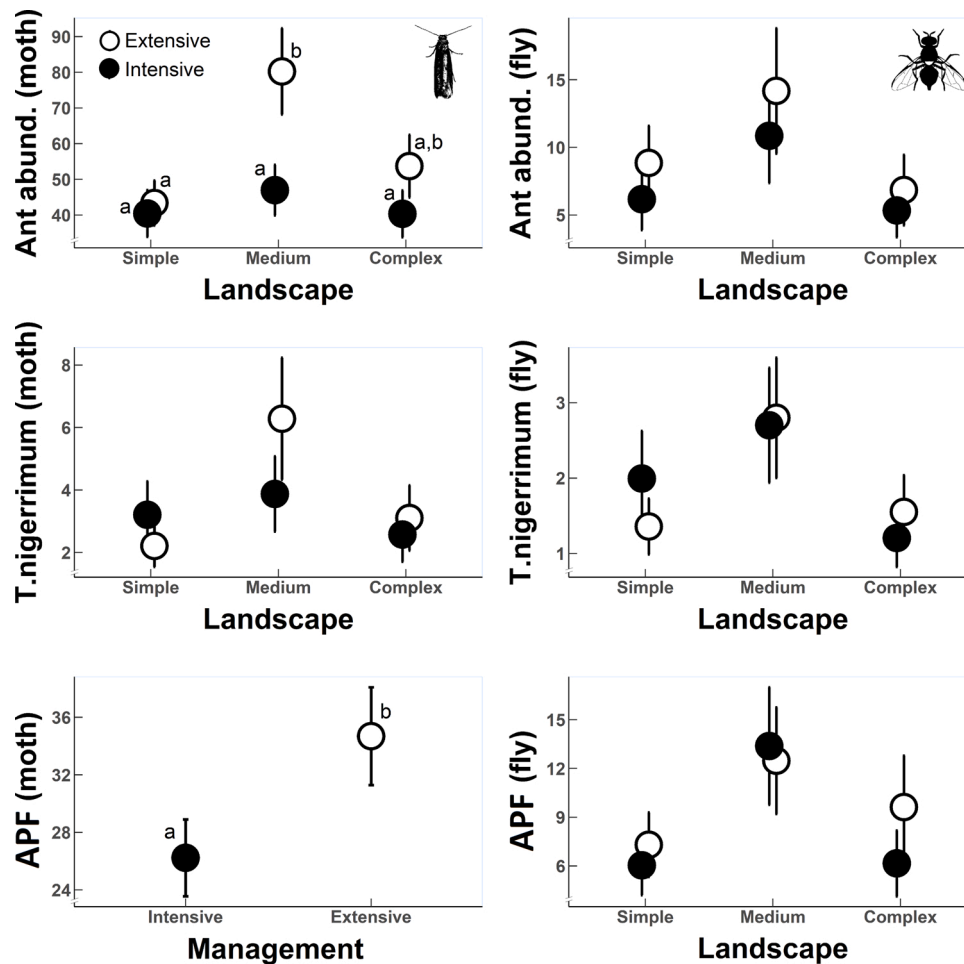 Ant abund. (moth)
90
80
70
60
50
40
Extensive
Intensive
a
a
a
b
a
a,b
Simple
Medium
Complex
Landscape
Ant abund. (fly)
15
10
5
Simple
Medium
Complex
Landscape
T.nigerrimum (moth)
8
6
4
2
Simple
Medium
Complex
Landscape
T.nigerrimum (fly)
3
2
1
Simple
Medium
Complex
Landscape
APF (moth)
36
32
28
24
a
b
Intensive
Extensive
Management
APF (fly)
15
12
9
6
Simple
Medium
Complex
Landscape